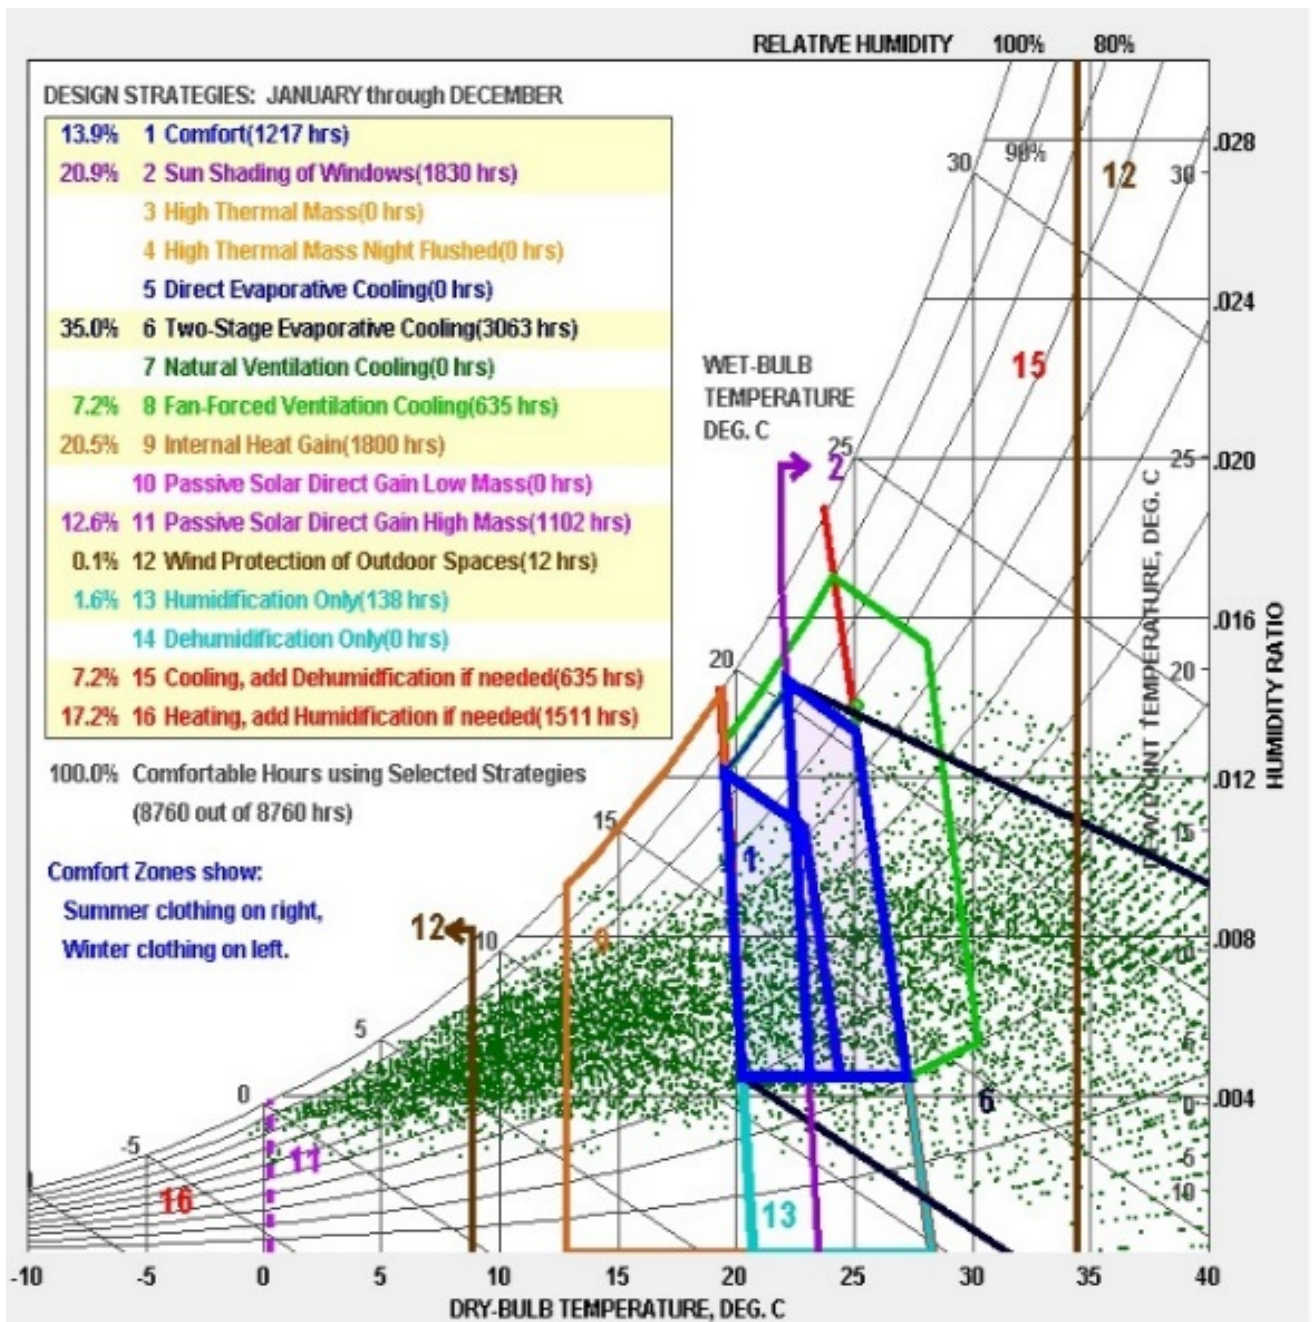 RELATIVE HUMIDITY 100% 80%
DESIGN STRATEGIES: JANUARY through DECEMBER
13.9% 1 Comfort(1217 hrs)
20.9% 2 Sun Shading of Windows(1830 hrs)
3 High Thermal Mass(0 hrs)
4 High Thermal Mass Night Flushed(0 hrs)
5 Direct Evaporative Cooling(0 hrs)
35.0% 6 Two-Stage Evaporative Cooling(3063 hrs)
7 Natural Ventilation Cooling(0 hrs)
7.2% 8 Fan-Forced Ventilation Cooling(635 hrs)
20.5% 9 Internal Heat Gain(1800 hrs)
10 Passive Solar Direct Gain Low Mass(0 hrs)
12.6% 11 Passive Solar Direct Gain High Mass(1102 hrs)
0.1% 12 Wind Protection of Outdoor Spaces(12 hrs)
1.6% 13 Humidification Only(138 hrs)
14 Dehumidification Only(0 hrs)
7.2% 15 Cooling, add Dehumidfication if needed(635 hrs)
17.2% 16 Heating, add Humidification if needed(1511 hrs)
100.0% Comfortable Hours using Selected Strategies
(8760 out of 8760 hrs)
Comfort Zones show:
Summer clothing on right,
Winter clothing on left.
WET-BULB
TEMPERATURE
DEG. C
90%
30
25
20
15
10
5
0
-5
12
15
2
1
9
12
6
11
16
13
30
25
20
15
10
5
0
-5
-10
DEW POINT TEMPERATURE, DEG. C
.028
.024
.020
.016
.012
.008
.004
HUMIDITY RATIO
-10 -5 0 5 10 15 20 25 30 35 40
DRY-BULB TEMPERATURE, DEG. C